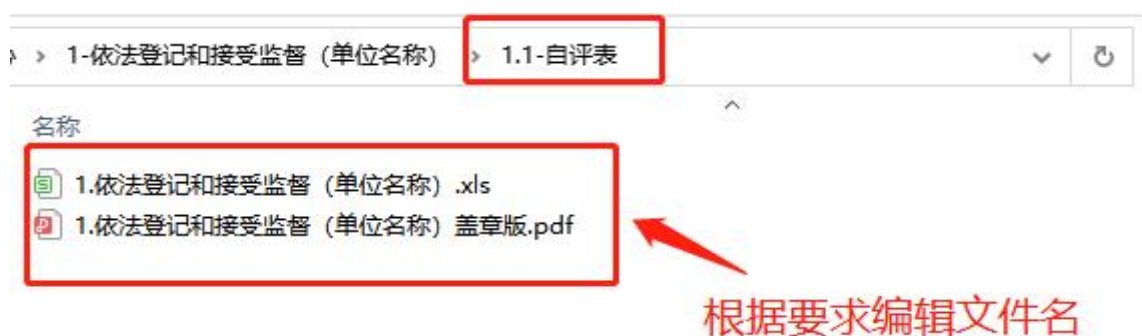 › 1-依法登记和接受监督（单位名称） › 1.1-自评表
名称
1.依法登记和接受监督（单位名称）.xls
1.依法登记和接受监督（单位名称）盖章版.pdf
根据要求编辑文件名